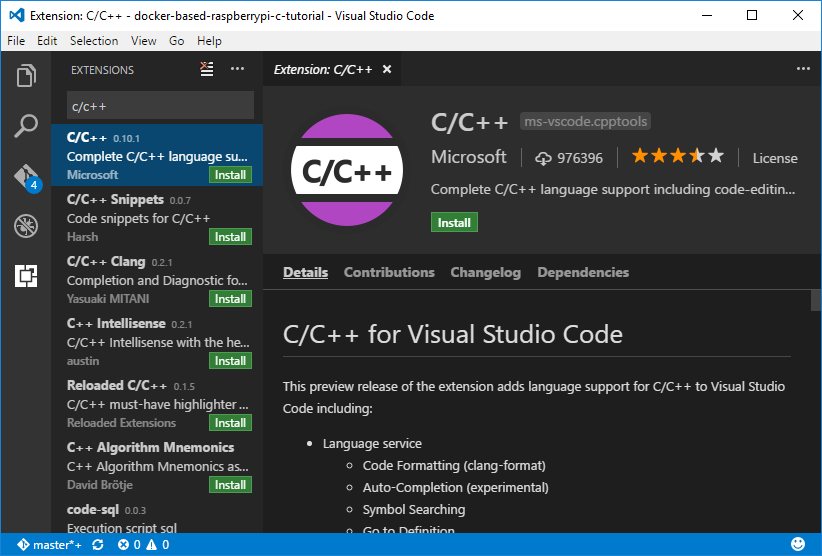 Extension: C/C++ - docker-based-raspberrypi-c-tutorial - Visual Studio Code
File Edit Selection View Go Help
EXTENSIONS
c/c++
C/C++ 0.10.1
Complete C/C++ language su...
Microsoft Install
C/C++ Snippets 0.0.7
Code snippets for C/C++
Harsh Install
C/C++ Clang 0.2.1
Completion and Diagnostic fo...
Yasuaki MITANI Install
C++ Intellisense 0.2.1
C/C++ Intellisense with the he...
austin Install
Reloaded C/C++ 0.1.5
C/C++ must-have highlighter ...
Reloaded Extensions Install
C++ Algorithm Mnemonics
C++ Algorithm Mnemonics as...
David Brötje Install
code-sql 0.0.3
Execution script sql
4
Extension: C/C++
C/C++
C/C++ ms-vscode.cpptools
Microsoft 976396 License
Complete C/C++ language support including code-editin...
Install
Details Contributions Changelog Dependencies
C/C++ for Visual Studio Code
This preview release of the extension adds language support for C/C++ to Visual Studio
Code including:
Language service
Code Formatting (clang-format)
Auto-Completion (experimental)
Symbol Searching
Go to Definition
master*+ 0 0